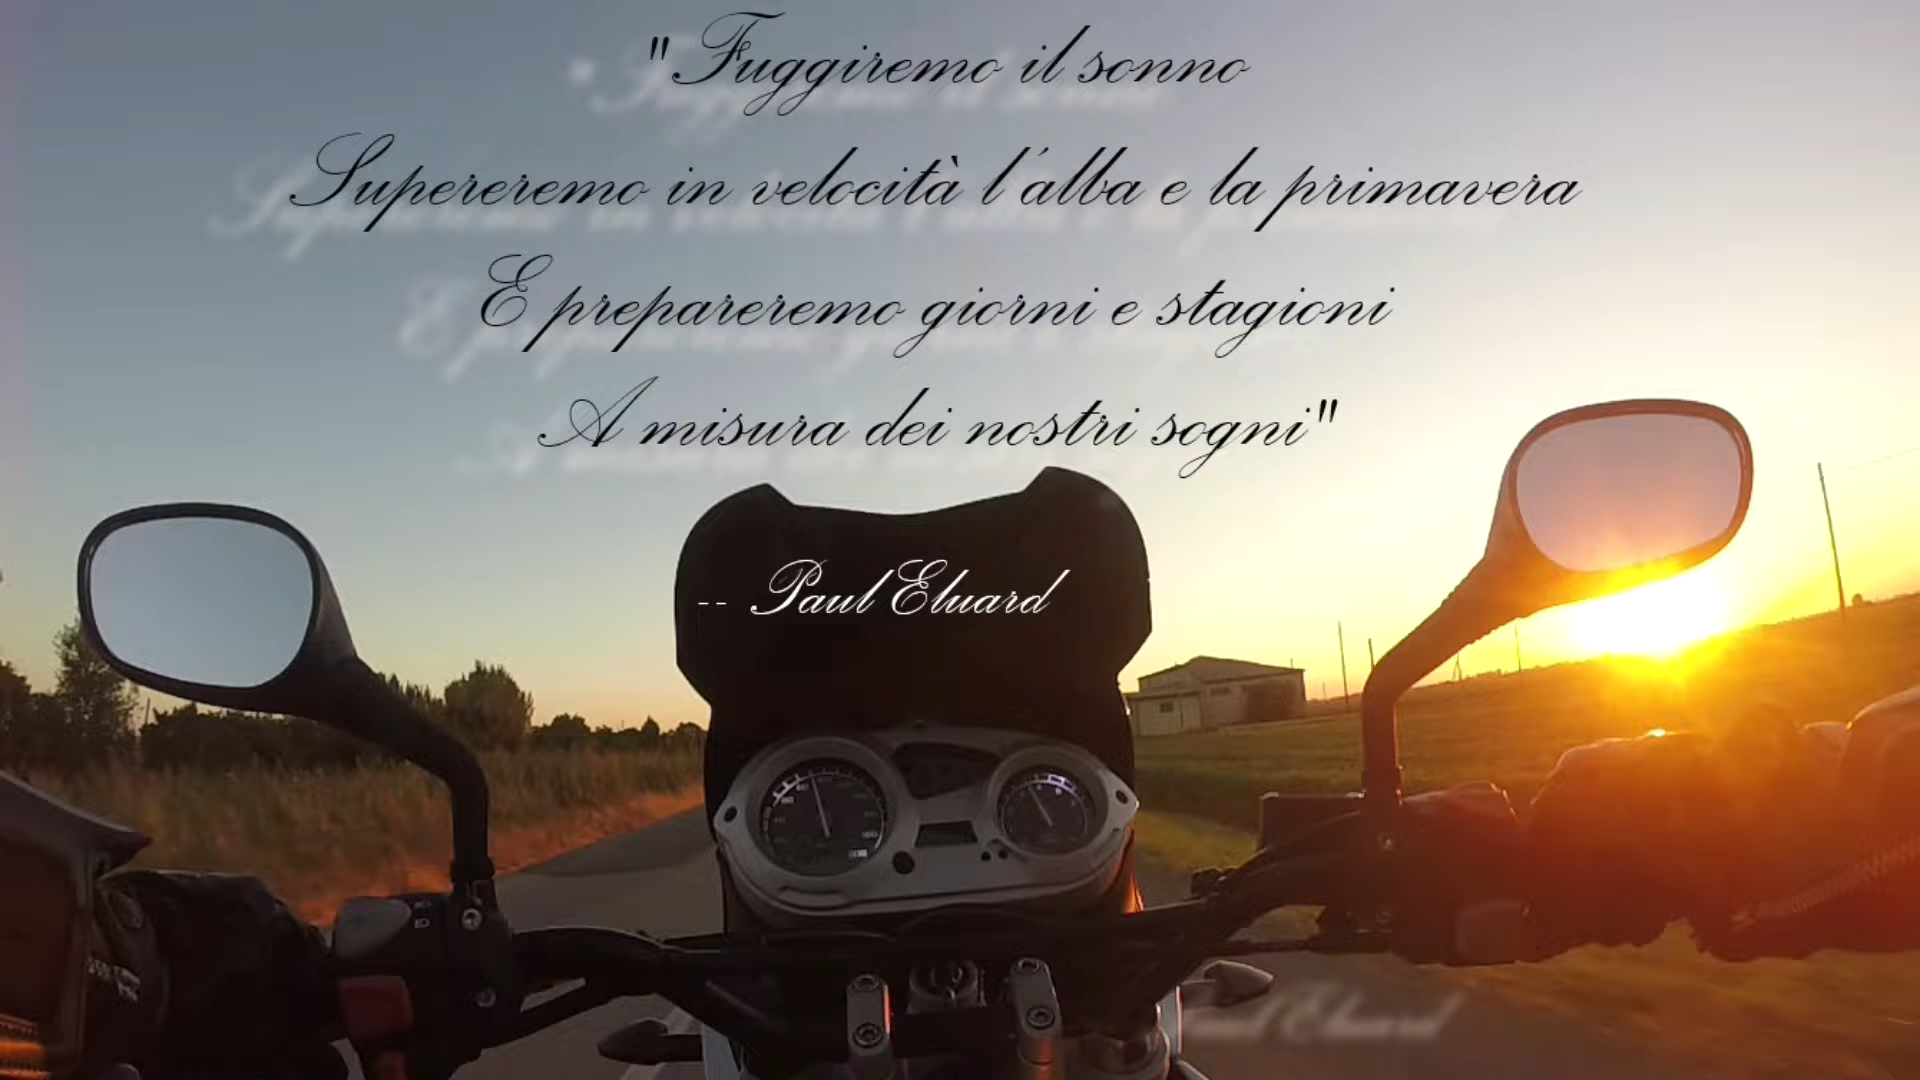 "Fuggiremo il sonno
Supereremo in velocità l'alba e la primavera
E prepareremo giorni e stagioni
A misura dei nostri sogni"
-- Paul Eluard